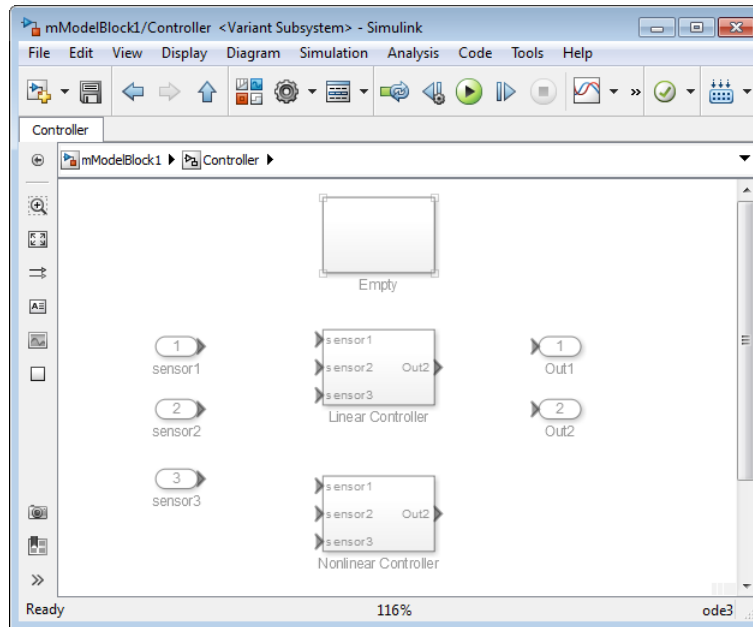 mModelBlock1/Controller <Variant Subsystem> - Simulink
File Edit View Display Diagram Simulation Analysis Code Tools Help
»
Controller
mModelBlock1 Controller
Empty
1
sensor1
2
sensor2
3
sensor3
sensor1
sensor2 Out2
sensor3
Linear Controller
1
Out1
2
Out2
sensor1
sensor2 Out2
sensor3
Nonlinear Controller
A
»
Ready 116% ode3